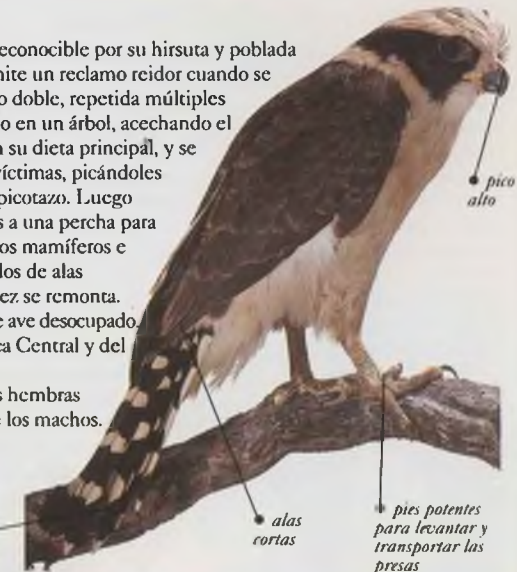 econocible por su hirsuta y poblada
nite un reclamo reidor cuando se
o doble, repetida múltiples
o en un árbol, acechando el
n su dieta principal, y se
víctimas, picándoles
picotazo. Luego
s a una percha para
os mamíferos e
dos de alas
ez se remonta.
e ave desocupado.
ca Central y del
s hembras
e los machos.
pico
alto
alas
cortas
pies potentes
para levantar y
transportar las
presas